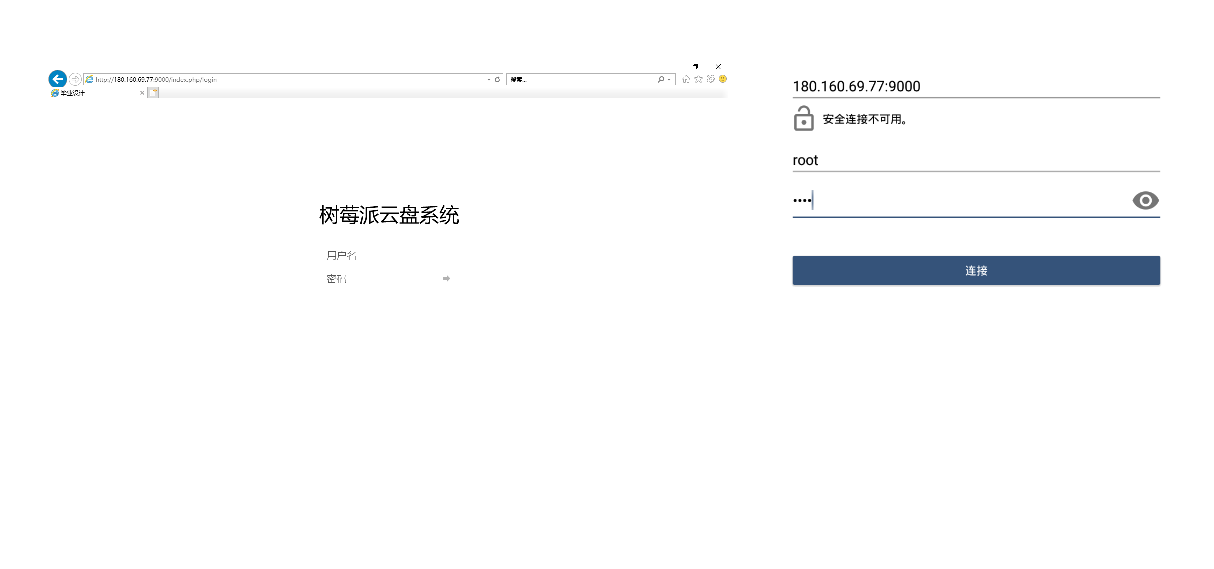 http://180.160.69.77:9000/index.php/login
搜索...
毕业设计
树莓派云盘系统
用户名
密码
180.160.69.77:9000
安全连接不可用。
root
••••
连接